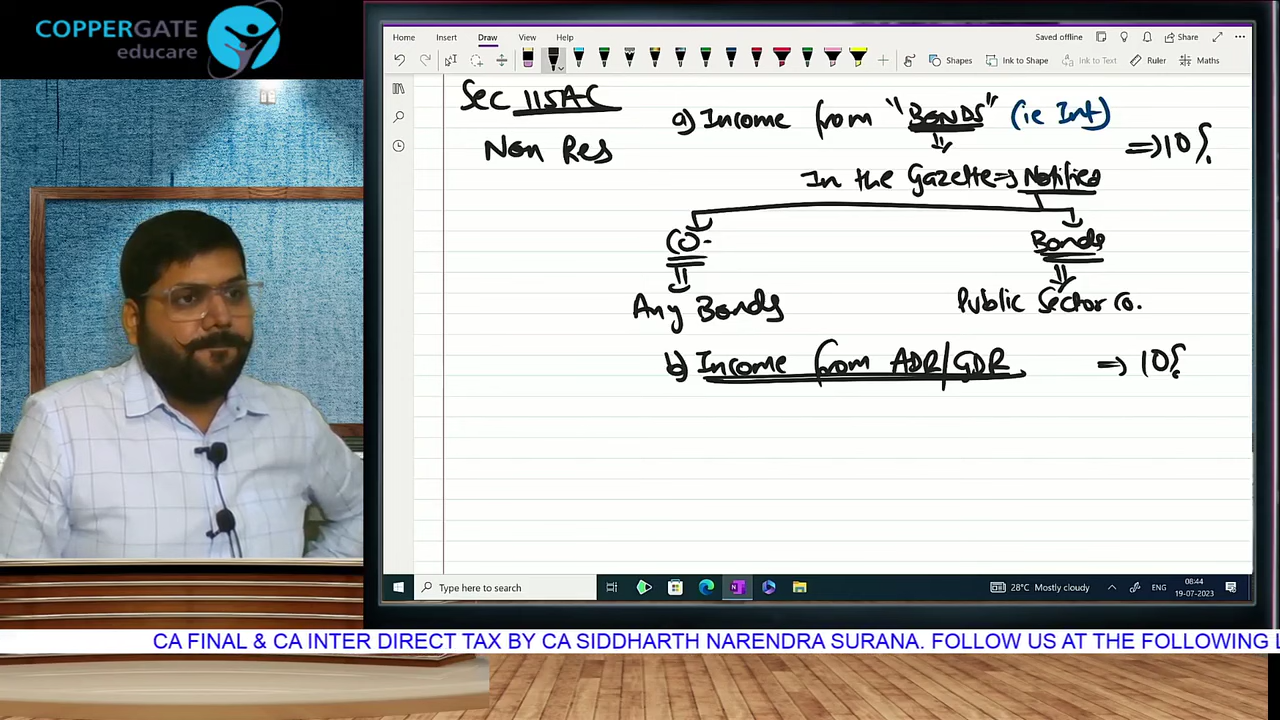 COPPERGATE
educare
Home Insert Draw View Help
Saved offline
Share
Shapes Ink to Shape Ink to Text Ruler Maths
Sec 115AC
Non Res
a) Income from "BONDS" (ie Int)
=> 10%
In the Gazette => Notified
Co.
Bonds
Any Bonds
Public Sector Co.
b) Income from ADR/GDR => 10%
Type here to search
28°C Mostly cloudy
ENG
08:44
19-07-2023
CA FINAL & CA INTER DIRECT TAX BY CA SIDDHARTH NARENDRA SURANA. FOLLOW US AT THE FOLLOWING L